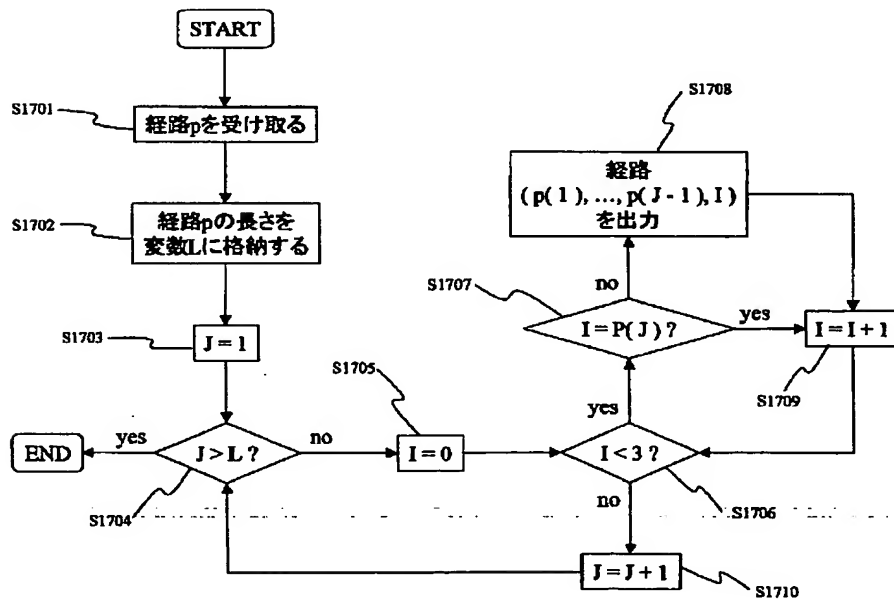 START
S1701
経路pを受け取る
S1702
経路pの長さを
変数Lに格納する
S1703
J = 1
S1704
J > L ?
yes
END
no
S1705
I = 0
S1706
I < 3 ?
yes
no
S1707
I = P( J ) ?
no
yes
S1708
経路
( p( 1 ), ..., p( J - 1 ), I )
を出力
I = I + 1
S1709
J = J + 1
S1710